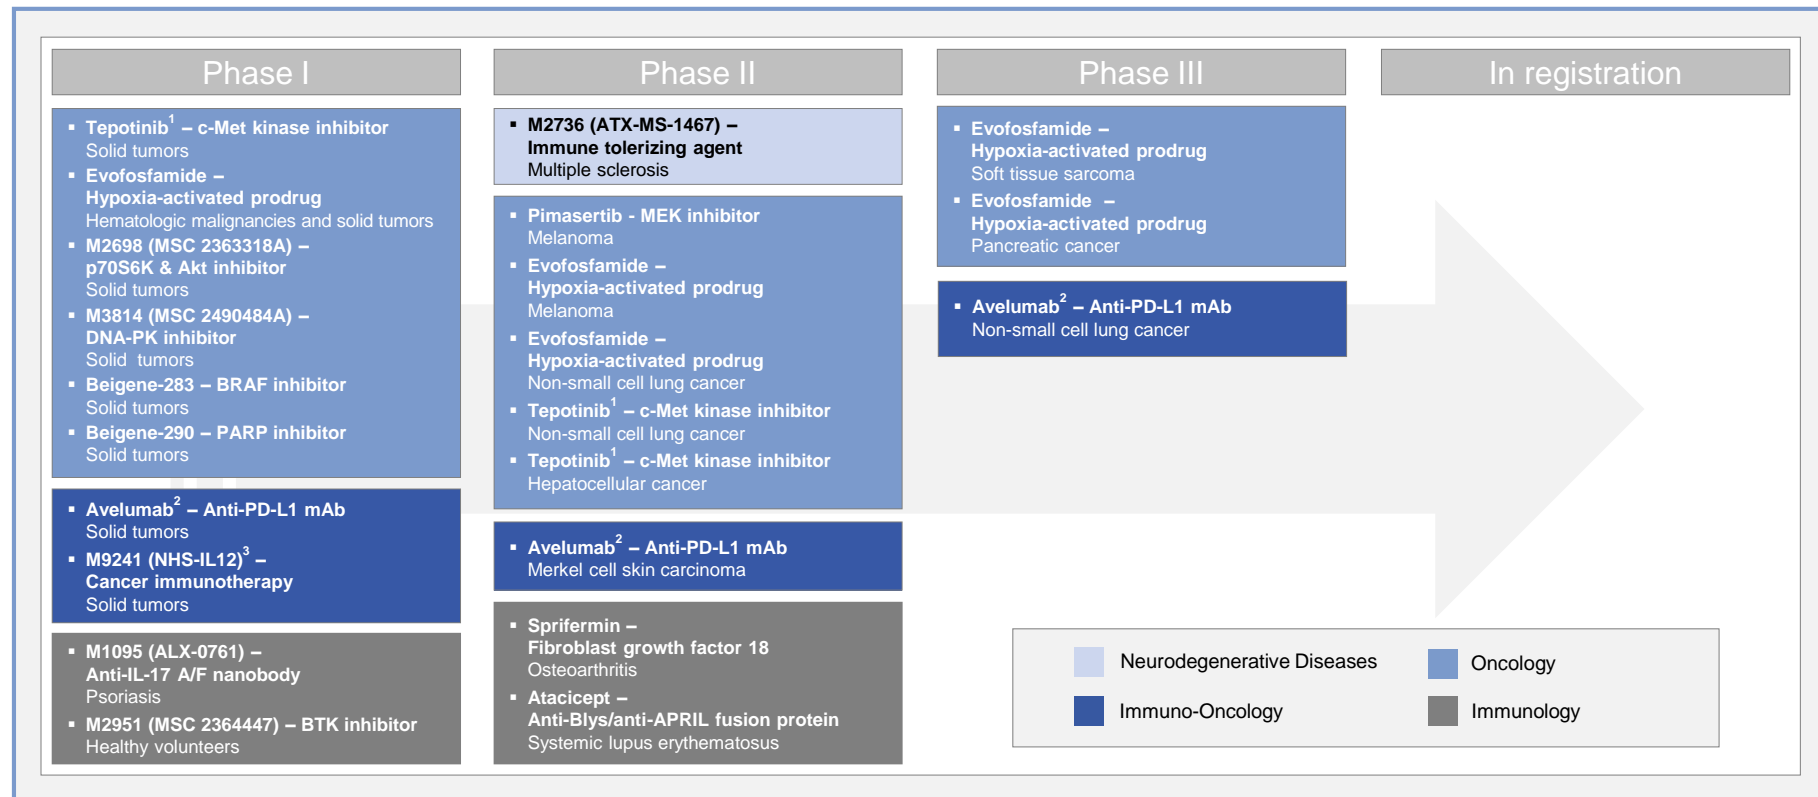 Phase I
▪ Tepotinib1 – c-Met kinase inhibitor
Solid tumors
▪ Evofosfamide –
Hypoxia-activated prodrug
Hematologic malignancies and solid tumors
▪ M2698 (MSC 2363318A) –
p70S6K & Akt inhibitor
Solid tumors
▪ M3814 (MSC 2490484A) –
DNA-PK inhibitor
Solid tumors
▪ Beigene-283 – BRAF inhibitor
Solid tumors
▪ Beigene-290 – PARP inhibitor
Solid tumors
▪ Avelumab2 – Anti-PD-L1 mAb
Solid tumors
▪ M9241 (NHS-IL12)3 –
Cancer immunotherapy
Solid tumors
▪ M1095 (ALX-0761) –
Anti-IL-17 A/F nanobody
Psoriasis
▪ M2951 (MSC 2364447) – BTK inhibitor
Healthy volunteers
Phase II
▪ M2736 (ATX-MS-1467) –
Immune tolerizing agent
Multiple sclerosis
▪ Pimasertib - MEK inhibitor
Melanoma
▪ Evofosfamide –
Hypoxia-activated prodrug
Melanoma
▪ Evofosfamide –
Hypoxia-activated prodrug
Non-small cell lung cancer
▪ Tepotinib1 – c-Met kinase inhibitor
Non-small cell lung cancer
▪ Tepotinib1 – c-Met kinase inhibitor
Hepatocellular cancer
▪ Avelumab2 – Anti-PD-L1 mAb
Merkel cell skin carcinoma
▪ Sprifermin –
Fibroblast growth factor 18
Osteoarthritis
▪ Atacicept –
Anti-Blys/anti-APRIL fusion protein
Systemic lupus erythematosus
Phase III
▪ Evofosfamide –
Hypoxia-activated prodrug
Soft tissue sarcoma
▪ Evofosfamide –
Hypoxia-activated prodrug
Pancreatic cancer
▪ Avelumab2 – Anti-PD-L1 mAb
Non-small cell lung cancer
In registration
Neurodegenerative Diseases
Oncology
Immuno-Oncology
Immunology